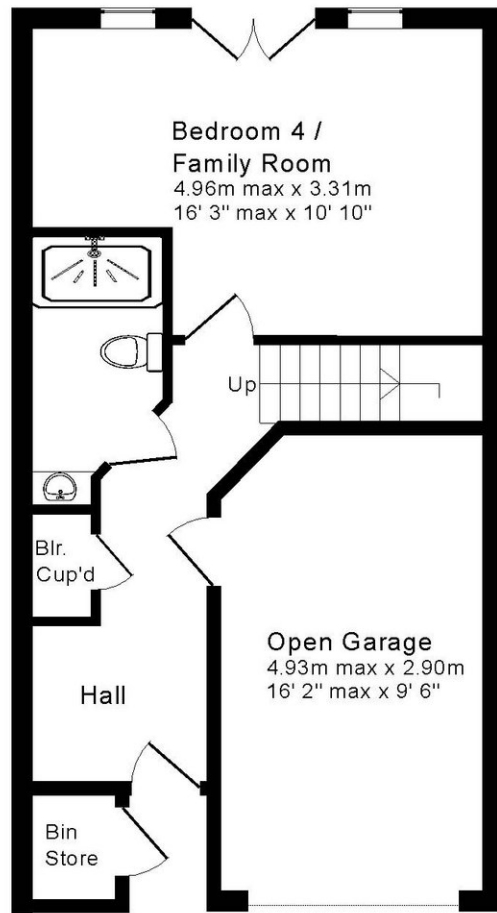 Bedroom 4 /
Family Room
4.96m max x 3.31m
16' 3" max x 10' 10"
Up
Blr.
Cup'd
Open Garage
4.93m max x 2.90m
16' 2" max x 9' 6"
Hall
Bin
Store